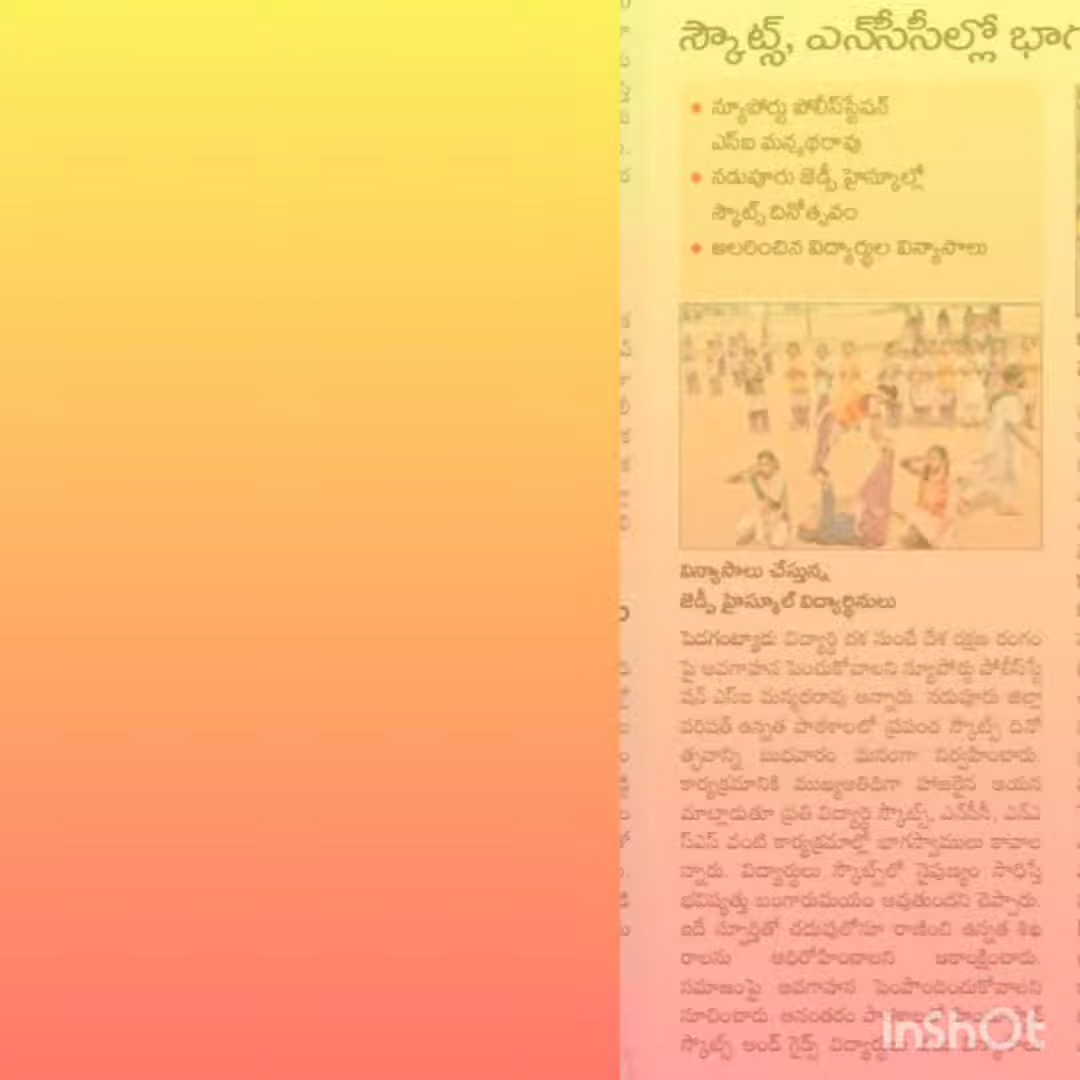 స్కౌట్స్, ఎన్‌సీసీల్లో
న్యూపోర్టు పోలీస్‌స్టేషన్
ఎస్ఐ మన్మథరావు
నడుపూరు జెడ్పీ హైస్కూల్లో
స్కౌట్స్ దినోత్సవం
అలరించిన విద్యార్థుల విన్యాసాలు
విన్యాసాలు చేస్తున్న
జెడ్పీ హైస్కూల్ విద్యార్థినులు
పెదగంట్యాడ: విద్యార్థి దశ నుంచే దేశ రక్షణ రంగం
పై అవగాహన పెంచుకోవాలని న్యూపోర్టు పోలీస్‌స్టే
షన్ ఎస్ఐ మన్మథరావు అన్నారు. నడుపూరు జిల్లా
పరిషత్ ఉన్నత పాఠశాలలో ప్రపంచ స్కౌట్స్ దినో
త్సవాన్ని బుధవారం ఘనంగా నిర్వహించారు.
కార్యక్రమానికి ముఖ్యఅతిథిగా హాజరైన ఆయన
మాట్లాడుతూ ప్రతి విద్యార్థి స్కౌట్స్, ఎన్‌సీసీ, ఎన్ఎ
స్ఎస్ వంటి కార్యక్రమాల్లో భాగస్వాములు కావాల
న్నారు. విద్యార్థులు స్కౌట్స్‌లో నైపుణ్యం సాధిస్తే
భవిష్యత్తు బంగారుమయం అవుతుందని చెప్పారు.
ఇదే స్ఫూర్తితో చదువులోనూ రాణించి ఉన్నత శిఖ
రాలను అధిరోహించాలని ఆకాంక్షించారు.
సమాజంపై అవగాహన పెంపొందించుకోవాలని
సూచించారు. అనంతరం
స్కౌట్స్ అండ్ గైడ్స్ విద్యార్థులు
InShOt